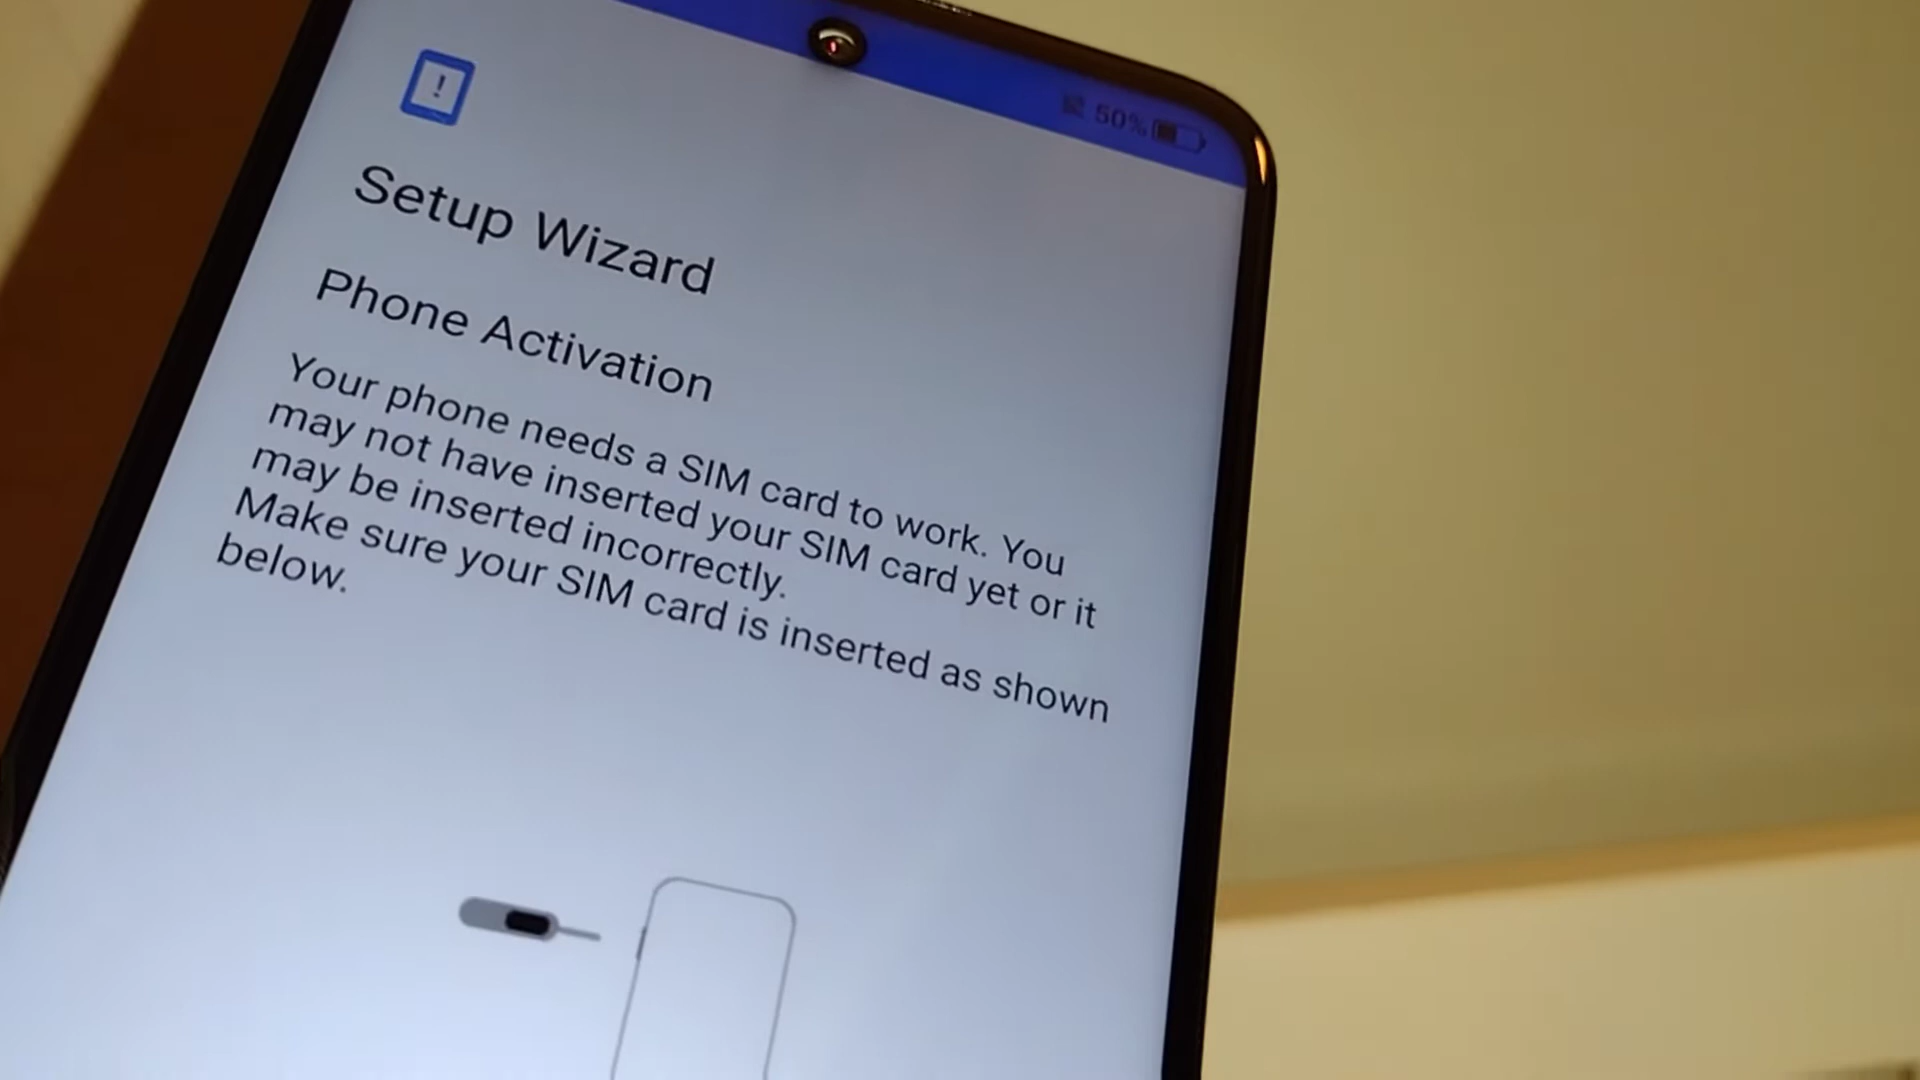 50%
!
Setup Wizard
Phone Activation
Your phone needs a SIM card to work. You
may not have inserted your SIM card yet or it
may be inserted incorrectly.
Make sure your SIM card is inserted as shown
below.